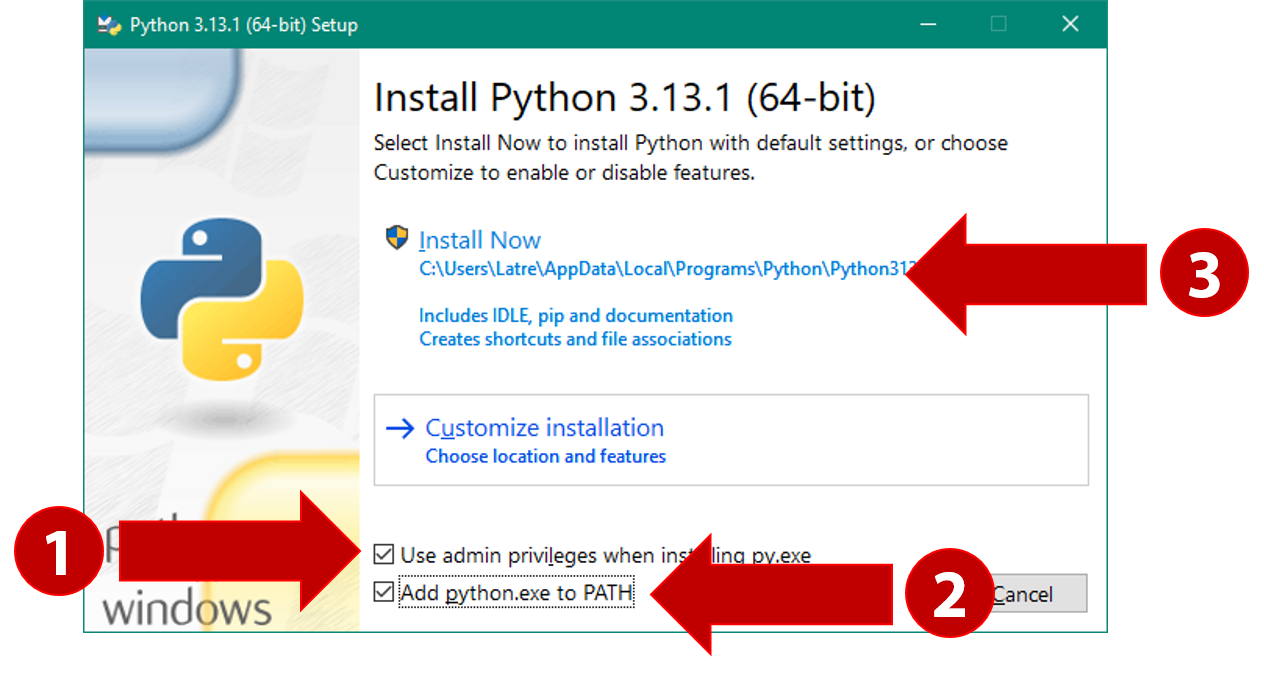 Python 3.13.1 (64-bit) Setup
Install Python 3.13.1 (64-bit)
Select Install Now to install Python with default settings, or choose
Customize to enable or disable features.
Install Now
C:\Users\Latre\AppData\Local\Programs\Python\Python313
3
Includes IDLE, pip and documentation
Creates shortcuts and file associations
Customize installation
Choose location and features
1
Use admin privileges when installing py.exe
Add python.exe to PATH
2
Cancel
windows